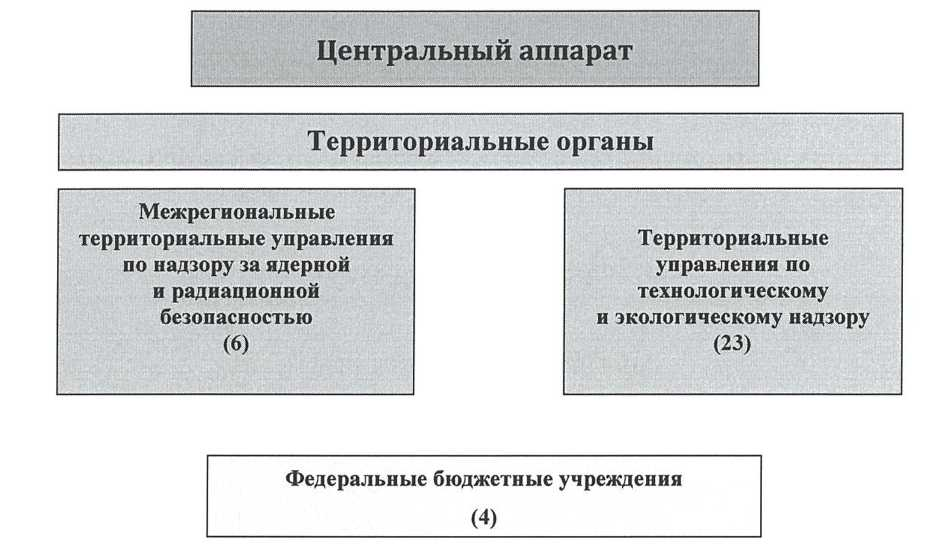 Центральный аппарат
Территориальные органы
Межрегиональные
территориальные управления
по надзору за ядерной
и радиационной
безопасностью
(6)
Территориальные
управления по
технологическому
и экологическому надзору
(23)
Федеральные бюджетные учреждения
(4)